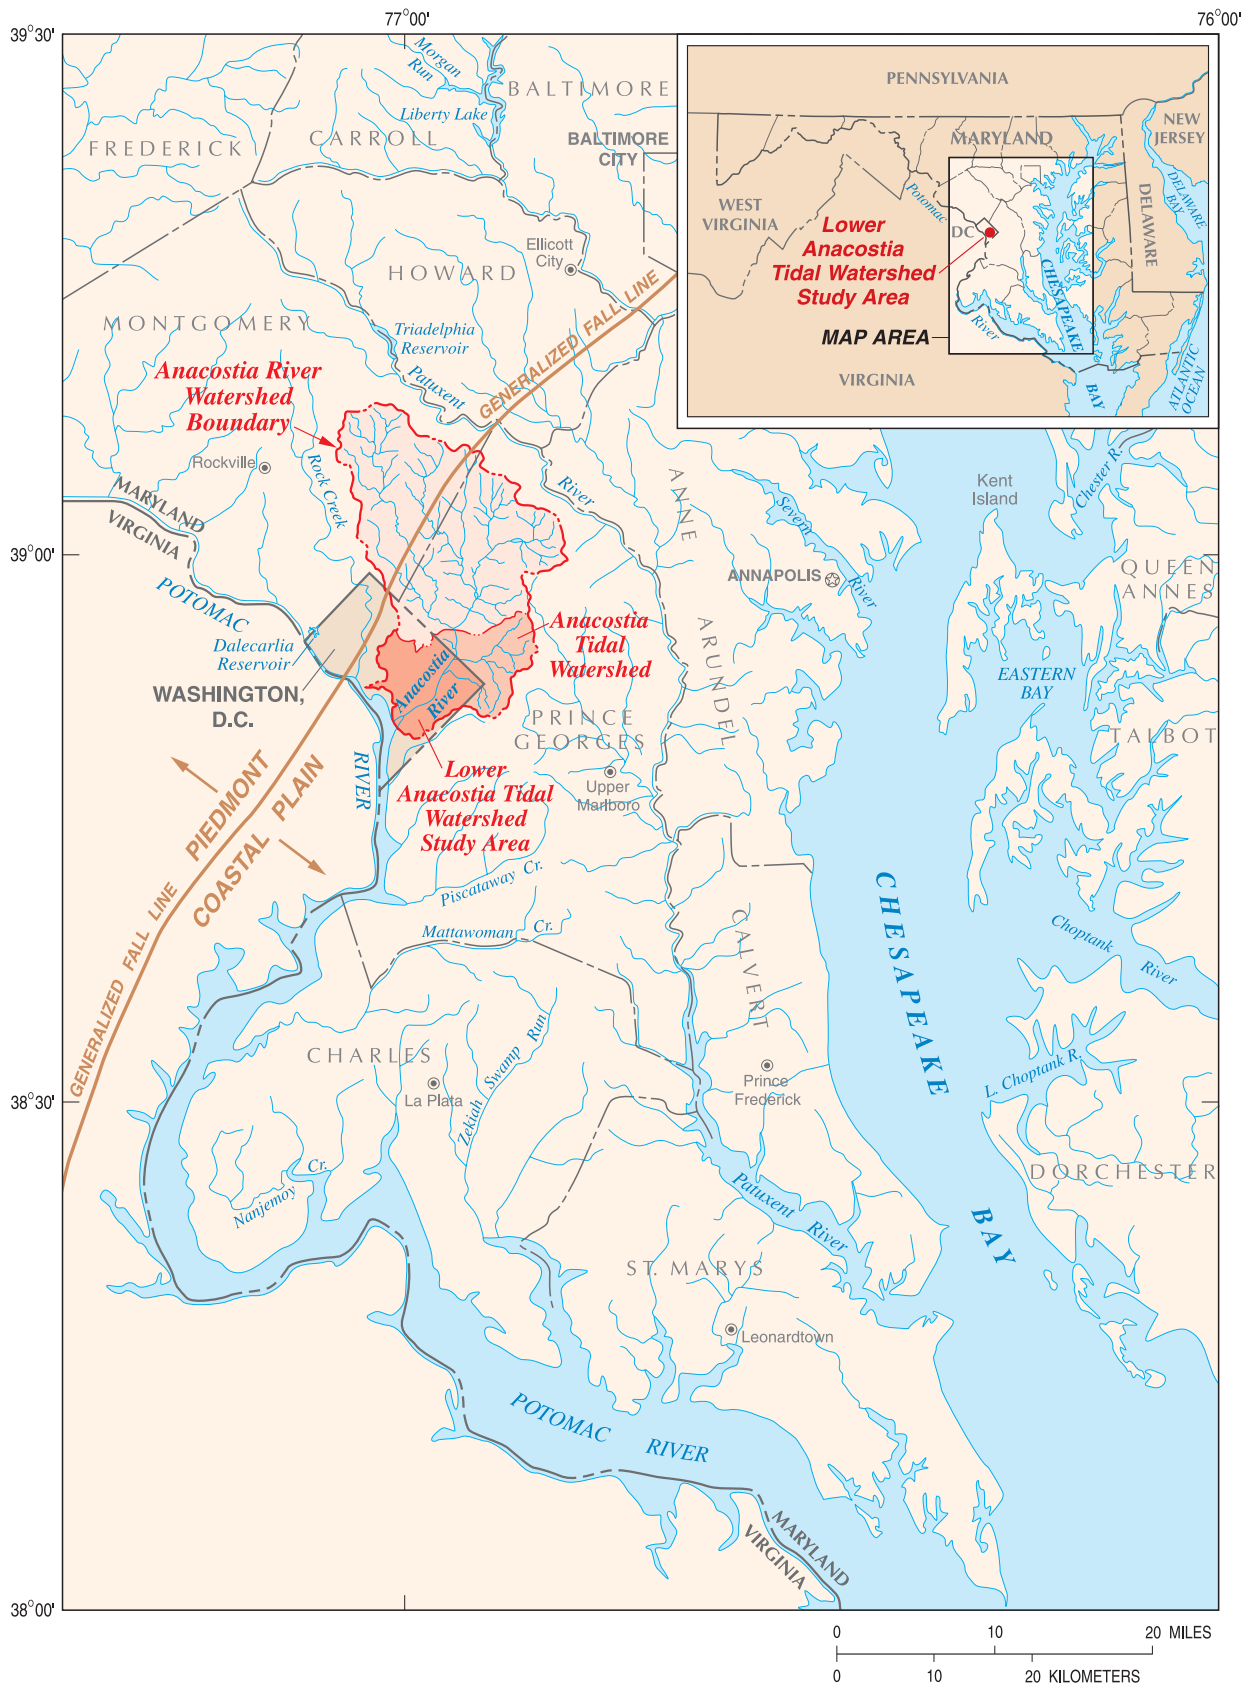 77°00'
76°00'
39°30'
39°00'
38°30'
38°00'
PENNSYLVANIA
NEW
JERSEY
MARYLAND
WEST
VIRGINIA
Potomac
DC
DELAWARE
DELAWARE
BAY
Lower
Anacostia
Tidal Watershed
Study Area
CHESAPEAKE
BAY
River
MAP AREA
VIRGINIA
ATLANTIC
OCEAN
Morgan
Run
BALTIMORE
Liberty Lake
CARROLL
FREDERICK
BALTIMORE
CITY
Ellicott
City
HOWARD
GENERALIZED FALL LINE
MONTGOMERY
Triadelphia
Reservoir
Patuxent
River
Anacostia River
Watershed
Boundary
Rockville
Rock Creek
MARYLAND
VIRGINIA
POTOMAC
RIVER
Dalecarlia
Reservoir
WASHINGTON,
D.C.
Anacostia
River
Anacostia
Tidal
Watershed
Lower
Anacostia Tidal
Watershed
Study Area
PRINCE
GEORGES
Upper
Marlboro
ANNE
ARUNDEL
Severn
River
ANNAPOLIS
Kent
Island
Chester R.
QUEEN
ANNES
EASTERN
BAY
TALBOT
PIEDMONT
COASTAL PLAIN
GENERALIZED FALL LINE
Piscataway Cr.
Mattawoman Cr.
CALVERT
CHESAPEAKE
BAY
Choptank
River
L. Choptank R.
CHARLES
La Plata
Zekiah Swamp Run
Prince
Frederick
DORCHESTER
Nanjemoy Cr.
Patuxent
River
ST. MARYS
Leonardtown
POTOMAC RIVER
MARYLAND
VIRGINIA
0 10 20 MILES
0 10 20 KILOMETERS